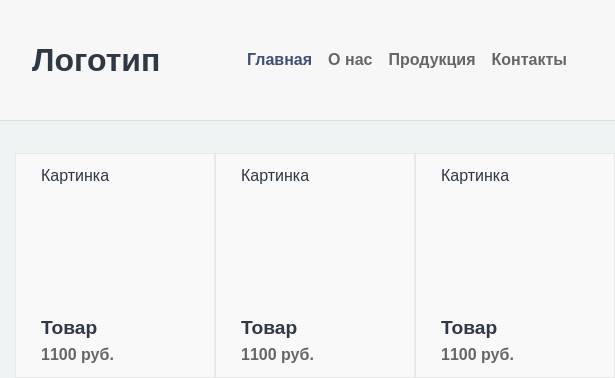 Логотип
Главная О нас Продукция Контакты
Картинка Картинка Картинка
Товар Товар Товар
1100 руб. 1100 руб. 1100 руб.